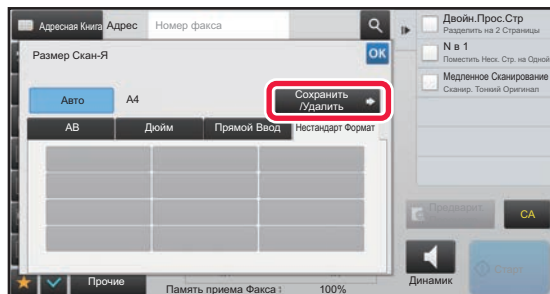 Адресная Книга
Адрес
Номер факса
Двойн.Прос.Стр
Разделить на 2 Страницы
N в 1
Поместить Неск. Стр. на Одной
Медленное Сканирование
Сканир. Тонкий Оригинал
Размер Скан-Я
OK
Авто
A4
Сохранить
/Удалить
АВ
Дюйм
Прямой Ввод
Нестандарт Формат
Предварит.
CA
Старт
Динамик
Прочие
Память приема Факса :
100%